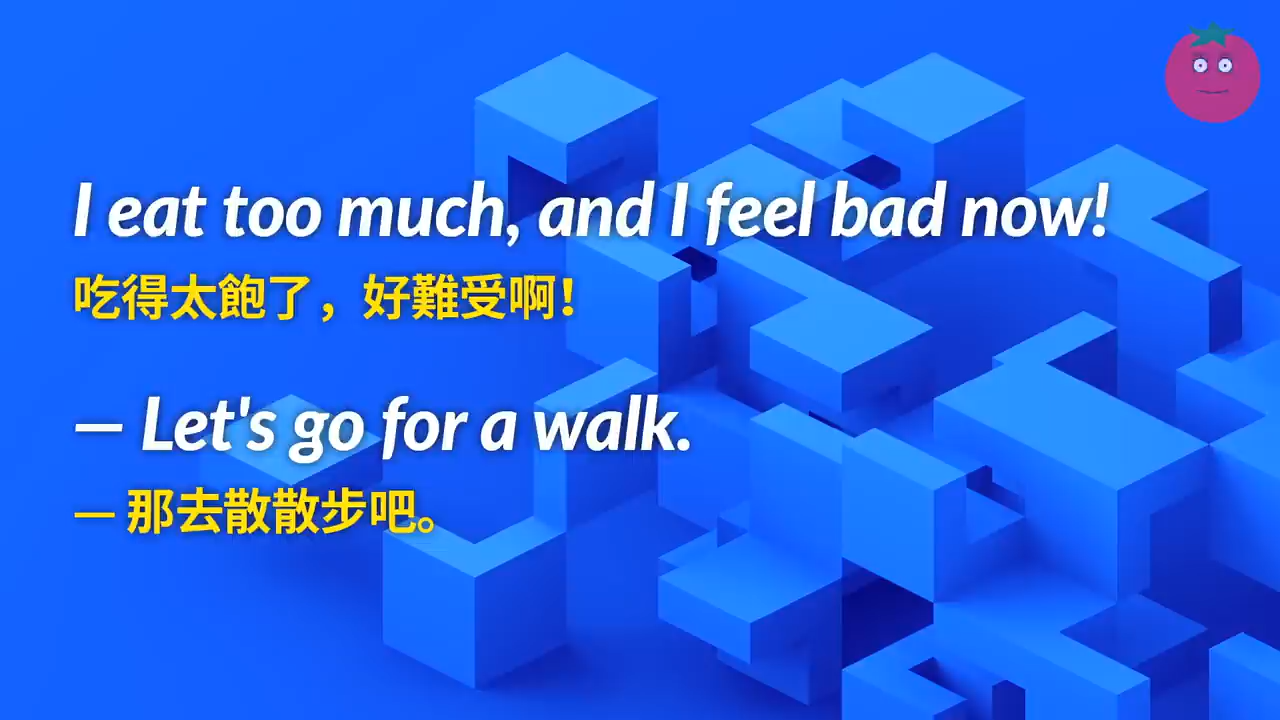 I eat too much, and I feel bad now!
吃得太飽了，好難受啊！
— Let's go for a walk.
— 那去散散步吧。